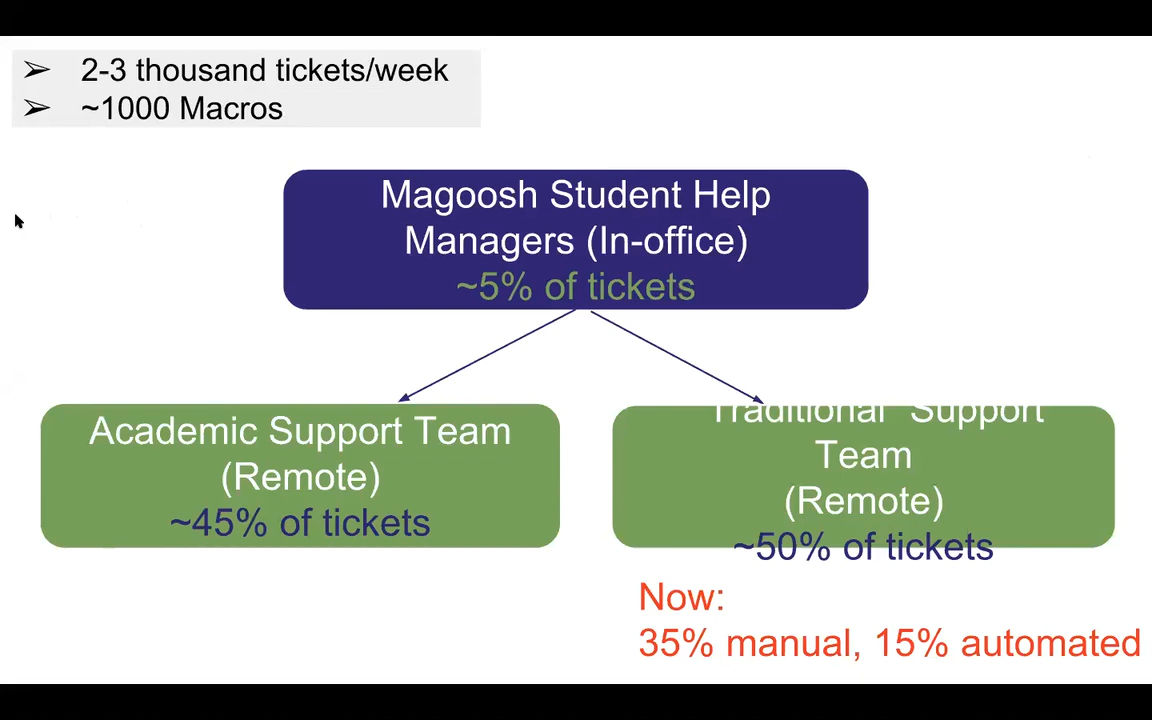 ➢ 2-3 thousand tickets/week
➢ ~1000 Macros
Magoosh Student Help
Managers (In-office)
~5% of tickets
Academic Support Team
(Remote)
~45% of tickets
Traditional Support
Team
(Remote)
~50% of tickets
Now:
35% manual, 15% automated